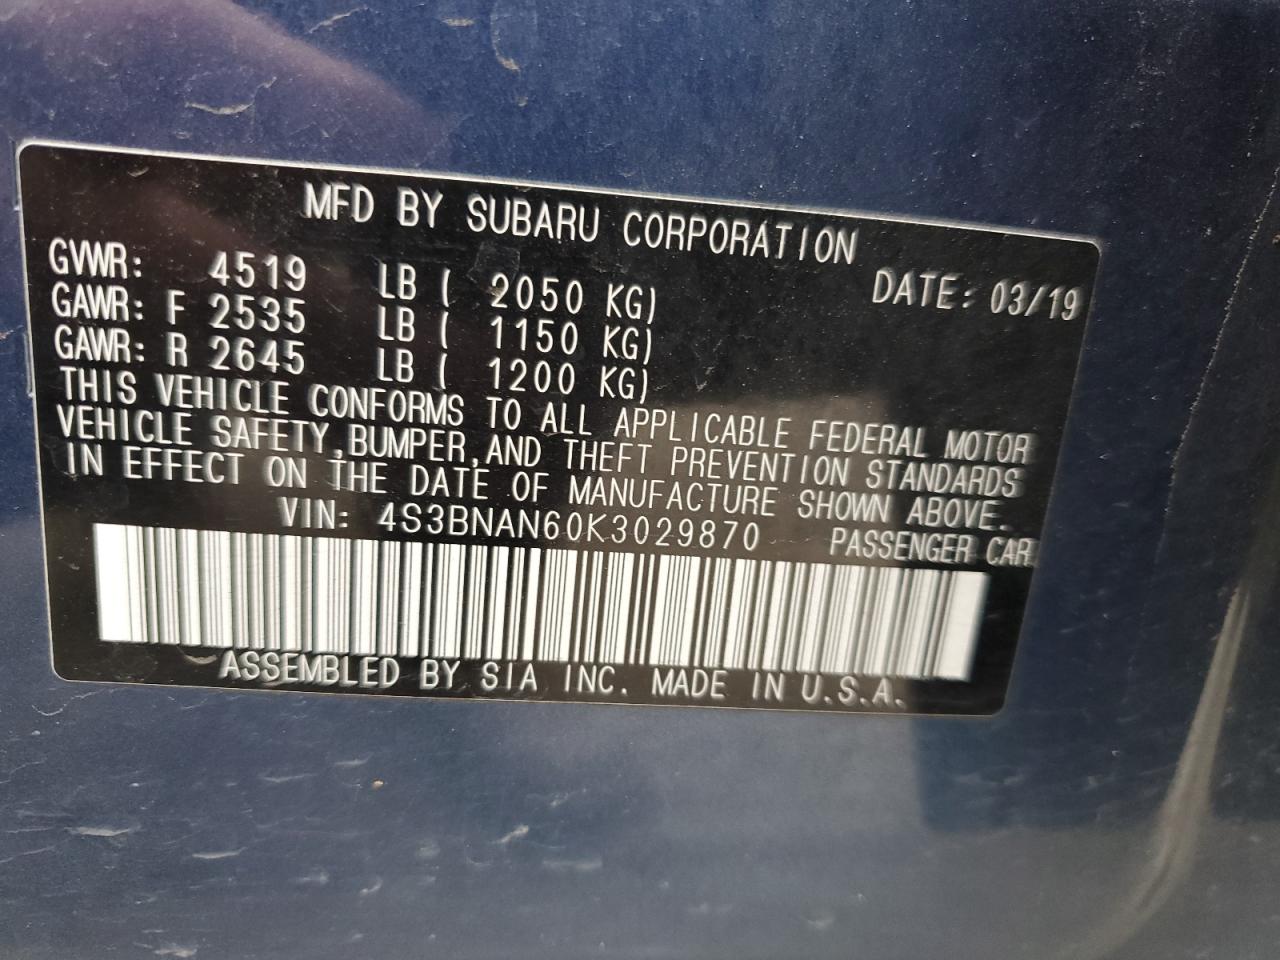 MFD BY SUBARU CORPORATION
GVWR: 4519 LB ( 2050 KG) DATE: 03/19
GAWR: F 2535 LB ( 1150 KG)
GAWR: R 2645 LB ( 1200 KG)
THIS VEHICLE CONFORMS TO ALL APPLICABLE FEDERAL MOTOR
VEHICLE SAFETY,BUMPER,AND THEFT PREVENTION STANDARDS
IN EFFECT ON THE DATE OF MANUFACTURE SHOWN ABOVE.
VIN: 4S3BNAN60K3029870 PASSENGER CAR
ASSEMBLED BY SIA INC. MADE IN U.S.A.